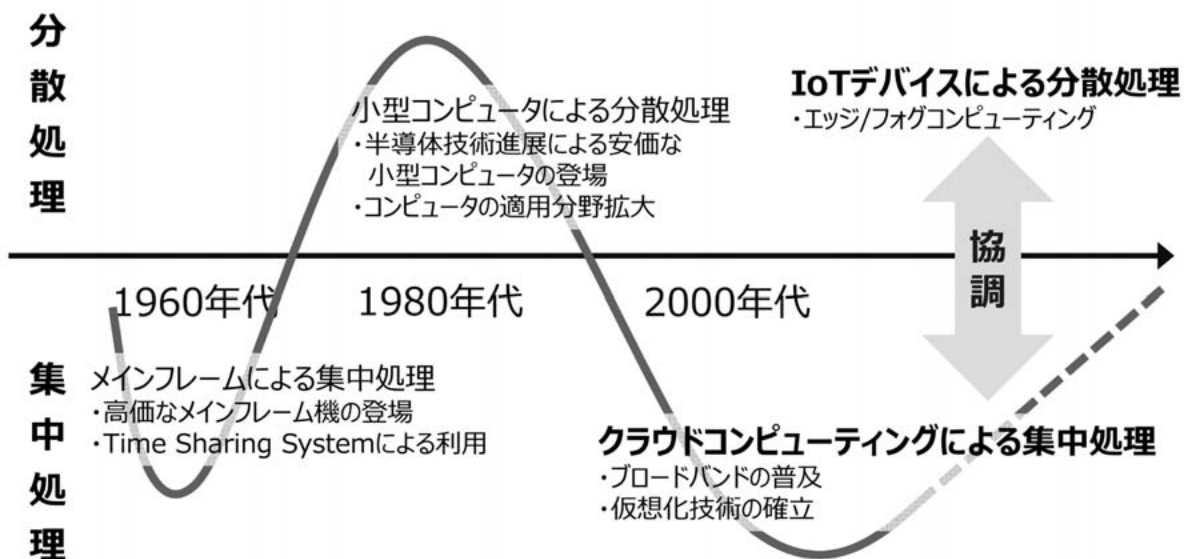 分散処理
小型コンピュータによる分散処理
・半導体技術進展による安価な
小型コンピュータの登場
・コンピュータの適用分野拡大
IoTデバイスによる分散処理
・エッジ/フォグコンピューティング
協調
1960年代
1980年代
2000年代
集中処理
メインフレームによる集中処理
・高価なメインフレーム機の登場
・Time Sharing Systemによる利用
クラウドコンピューティングによる集中処理
・ブロードバンドの普及
・仮想化技術の確立